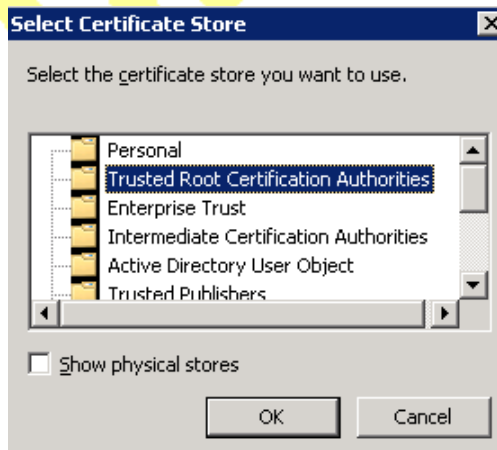 Select Certificate Store
Select the certificate store you want to use.
Personal
Trusted Root Certification Authorities
Enterprise Trust
Intermediate Certification Authorities
Active Directory User Object
Trusted Publishers
Show physical stores
OK
Cancel